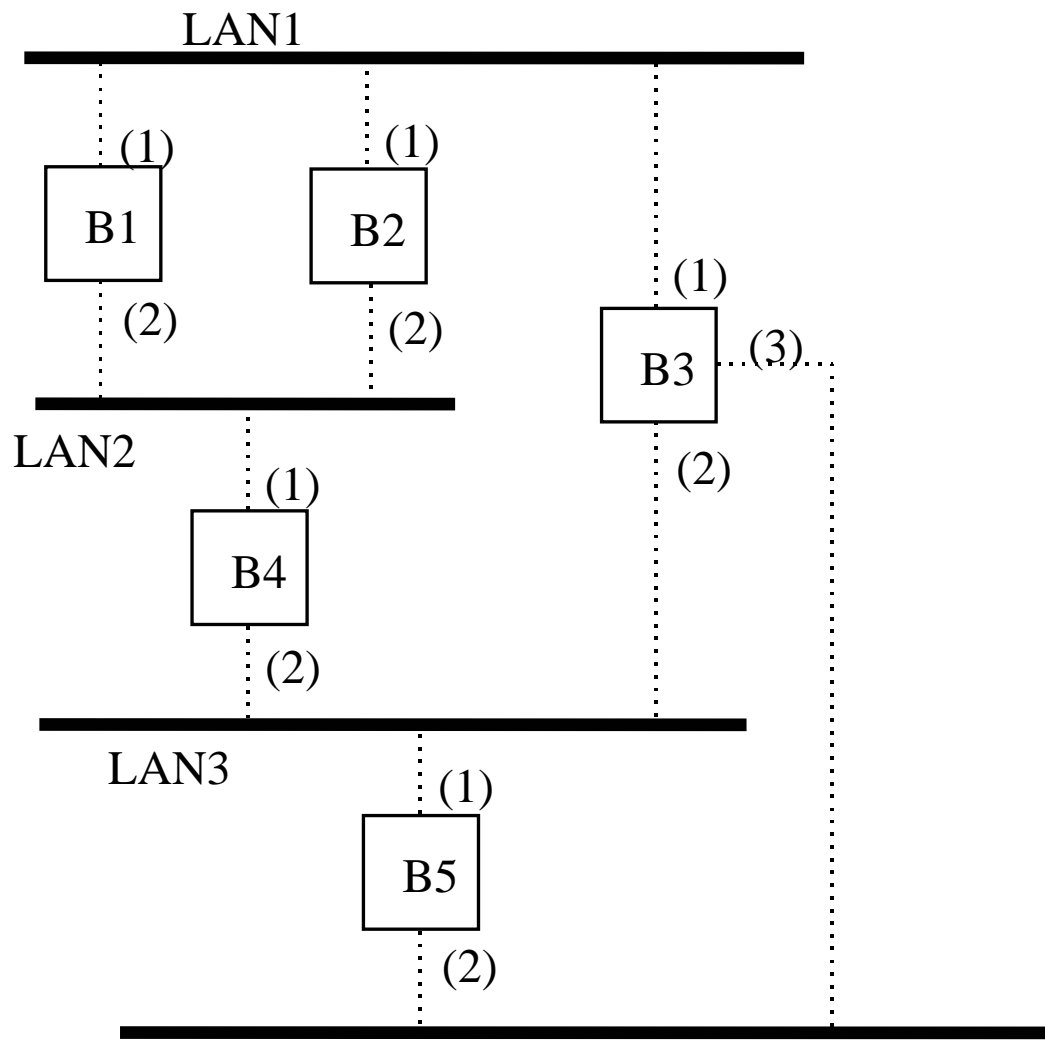 LAN1
(1)
(1)
B1
B2
(1)
(2)
(2)
(3)
B3
LAN2
(2)
(1)
B4
(2)
LAN3
(1)
B5
(2)